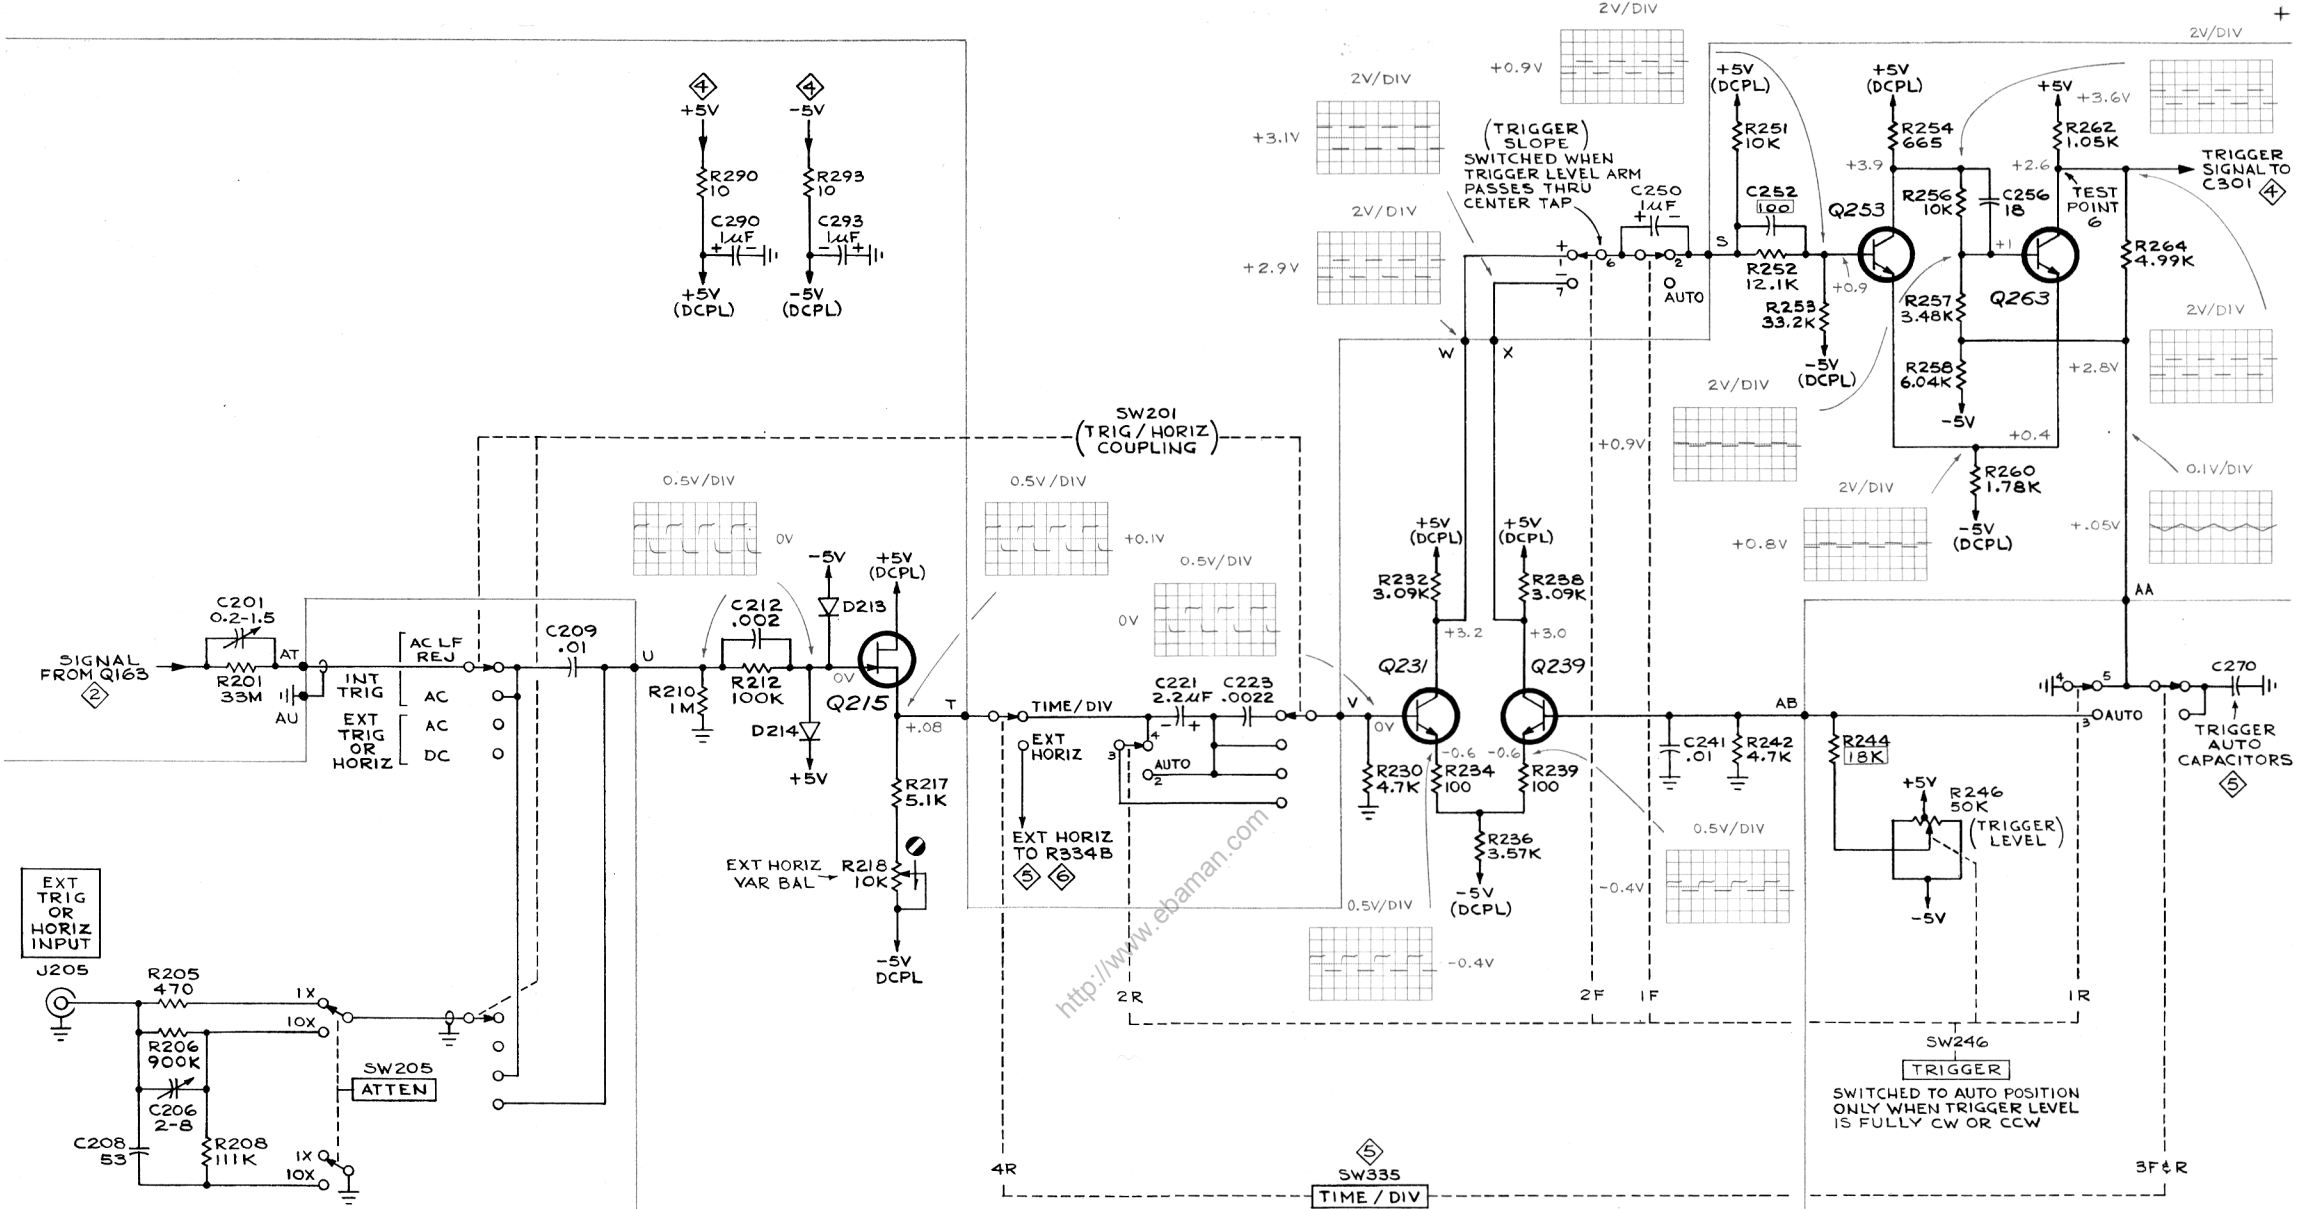 2V/DIV
+
2V/DIV
+0.9V
2V/DIV
+3.1V
(TRIGGER)
SLOPE
SWITCHED WHEN
TRIGGER LEVEL ARM
PASSES THRU
CENTER TAP
2V/DIV
+2.9V
+
1
-
7
6
C250
1µF
+ -
2
AUTO
S
+5V
(DCPL)
R251
10K
C252
100
R252
12.1K
R253
33.2K
-5V
(DCPL)
+0.9
Q253
+5V
(DCPL)
R254
665
+3.9
R256
10K
C256
18
+1
R257
3.48K
R258
6.04K
-5V
+5V
+3.6V
R262
1.05K
+2.6
TEST
POINT
6
Q263
TRIGGER
SIGNAL TO
C301 4
R264
4.99K
2V/DIV
+2.8V
2V/DIV
+0.9V
+0.4
R260
1.78K
-5V
(DCPL)
2V/DIV
+0.8V
0.1V/DIV
+.05V
AA
4
+5V
R290
10
C290
1µF
+ -
+5V
(DCPL)
4
-5V
R293
10
C293
1µF
- +
-5V
(DCPL)
W
X
SW201
(TRIG/HORIZ)
COUPLING
0.5V/DIV
0V
0.5V/DIV
+0.1V
0.5V/DIV
0V
C201
0.2-1.5
SIGNAL
FROM Q163
2
R201
33M
AT
AU
INT
TRIG
AC LF
REJ
AC
EXT
TRIG
OR
HORIZ
AC
DC
C209
.01
U
R210
1M
C212
.002
R212
100K
-5V
D213
D214
+5V
+5V
(DCPL)
0V
Q215
+.08
T
R217
5.1K
EXT HORIZ
VAR BAL
R218
10K
-5V
DCPL
TIME/DIV
EXT
HORIZ
EXT HORIZ
TO R334B
5 6
C221
2.2µF
- +
C223
.0022
3
4
AUTO
2
V
0V
R230
4.7K
+5V
(DCPL)
R232
3.09K
+3.2
Q231
-0.6
R234
100
+5V
(DCPL)
R238
3.09K
+3.0
Q239
-0.6
R239
100
R236
3.57K
-5V
(DCPL)
0.5V/DIV
-0.4V
0.5V/DIV
-0.4V
C241
.01
R242
4.7K
AB
R244
18K
+5V
R246
50K
(TRIGGER)
LEVEL
-5V
4
5
3
AUTO
C270
TRIGGER
AUTO
CAPACITORS
5
EXT
TRIG
OR
HORIZ
INPUT
J205
R205
470
1X
10X
R206
900K
C206
2-8
C208
53
R208
111K
SW205
ATTEN
1X
10X
2R
2F
1F
1R
SW246
TRIGGER
SWITCHED TO AUTO POSITION
ONLY WHEN TRIGGER LEVEL
IS FULLY CW OR CCW
4R
5
SW335
TIME / DIV
3F&R
http://www.ebaman.com